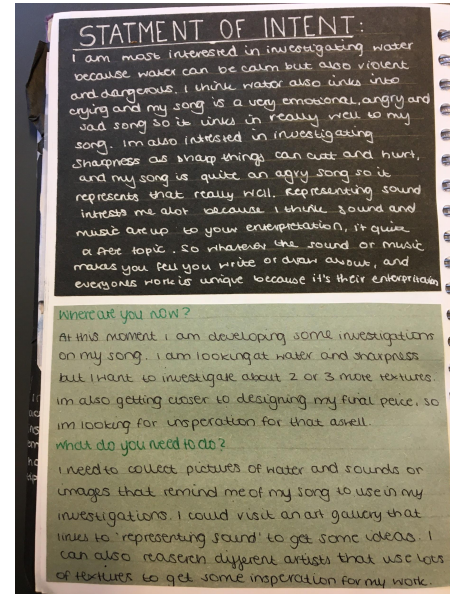 STATMENT OF INTENT:
I am most interested in investigating water
because water can be calm but also violent
and dangerous. I think water also links into
crying and my song is a very emotional, angry and
sad song so it links in really well to my
song. Im also intrested in investigating
sharpness as sharp things can cutt and hurt,
and my song is quite an agry song so it
represents that really well. Representing sound
intrests me alot because I think sound and
music are up to your enterpretation, it quite
a free topic. So whatever the sound or music
makes you feel you write or draw about, and
everyones work is unique because it's their enterpritation
Where are you now?
At this moment I am developing some investigations
on my song. I am looking at water and sharpness
but I want to investigate about 2 or 3 more textures.
Im also getting closer to designing my final peice, so
im looking for insperation for that aswell.
What do you need to do?
I need to collect pictures of water and sounds or
images that remind me of my song to use in my
investigations. I could visit an art gallery that
links to 'representing sound' to get some ideas. I
can also reaserch different artists that use lots
of textures to get some insperation for my work.